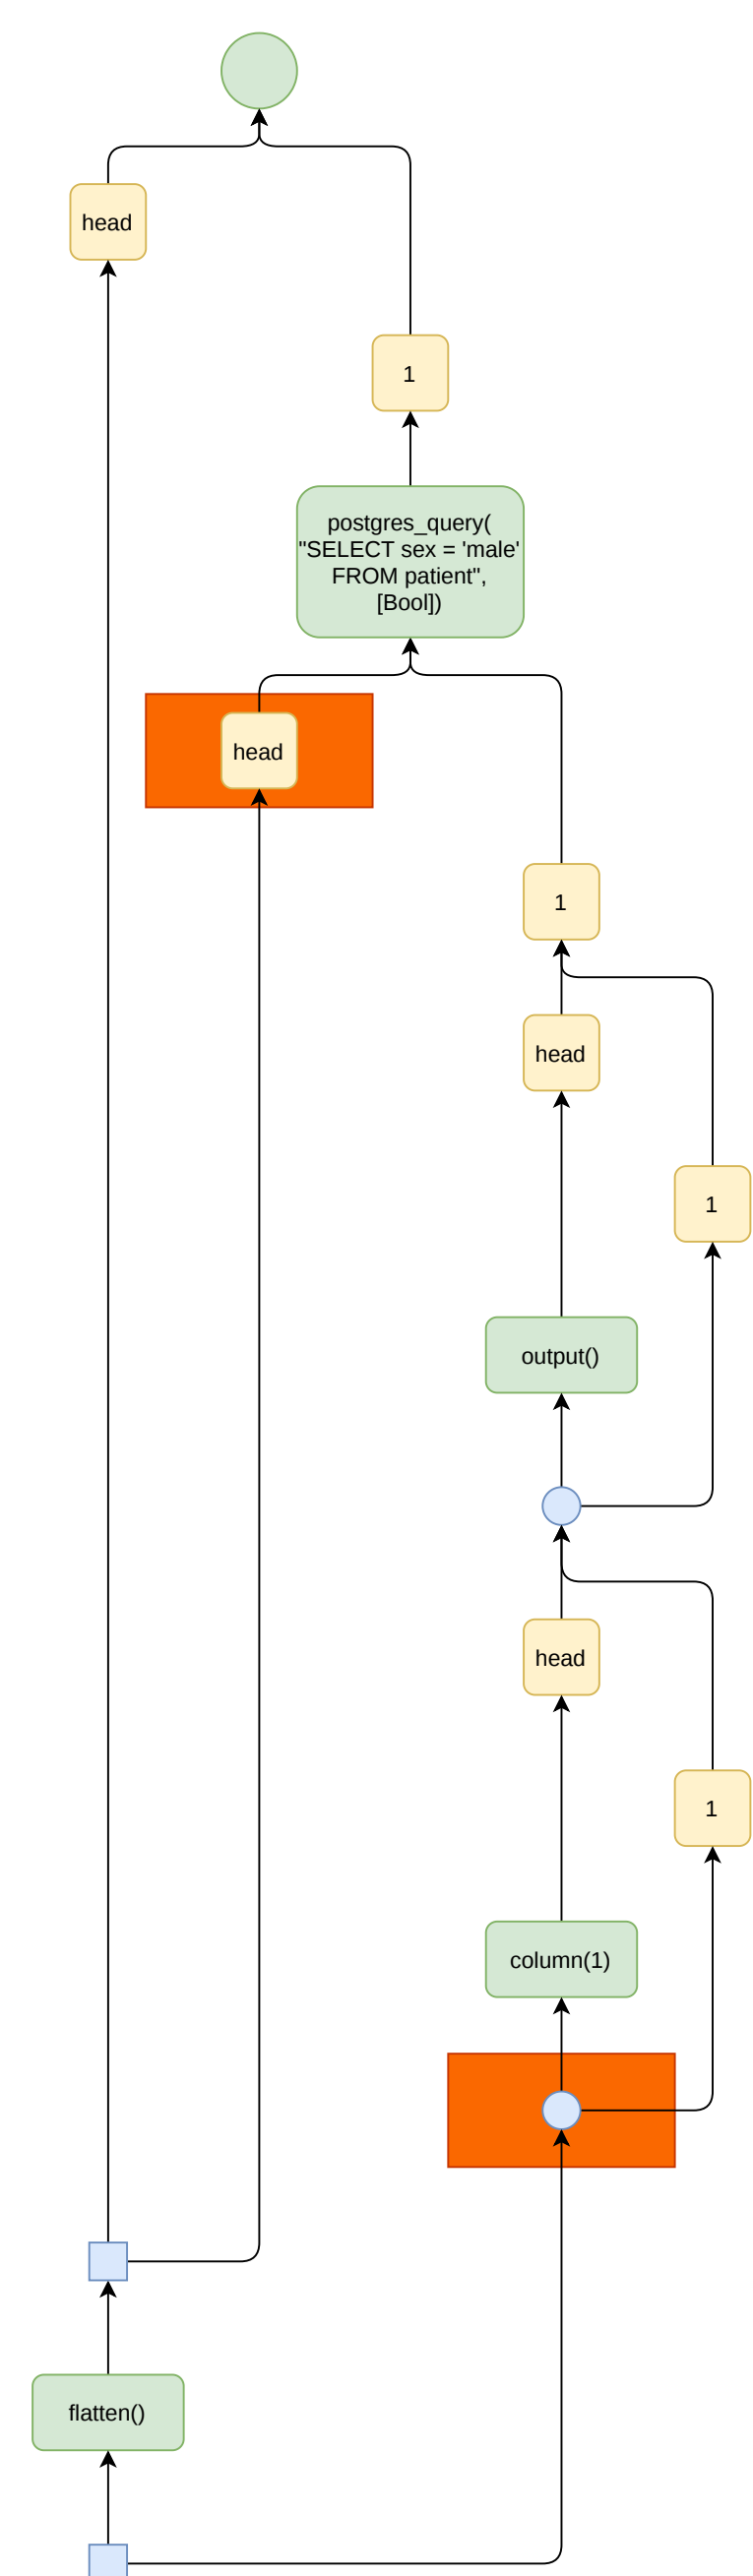 head
1
postgres_query(
"SELECT sex = 'male'
FROM patient",
[Bool])
head
1
head
1
output()
head
1
column(1)
flatten()